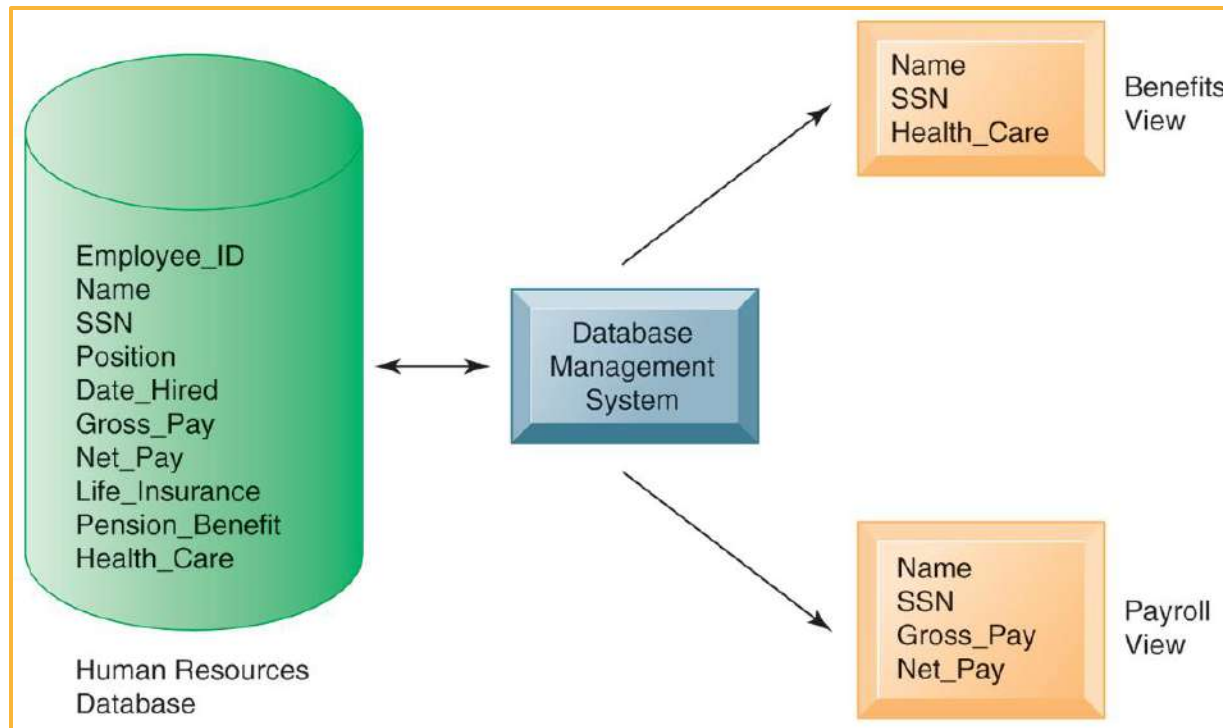 Employee_ID
Name
SSN
Position
Date_Hired
Gross_Pay
Net_Pay
Life_Insurance
Pension_Benefit
Health_Care
Human Resources
Database
Database
Management
System
Name
SSN
Health_Care
Benefits
View
Name
SSN
Gross_Pay
Net_Pay
Payroll
View